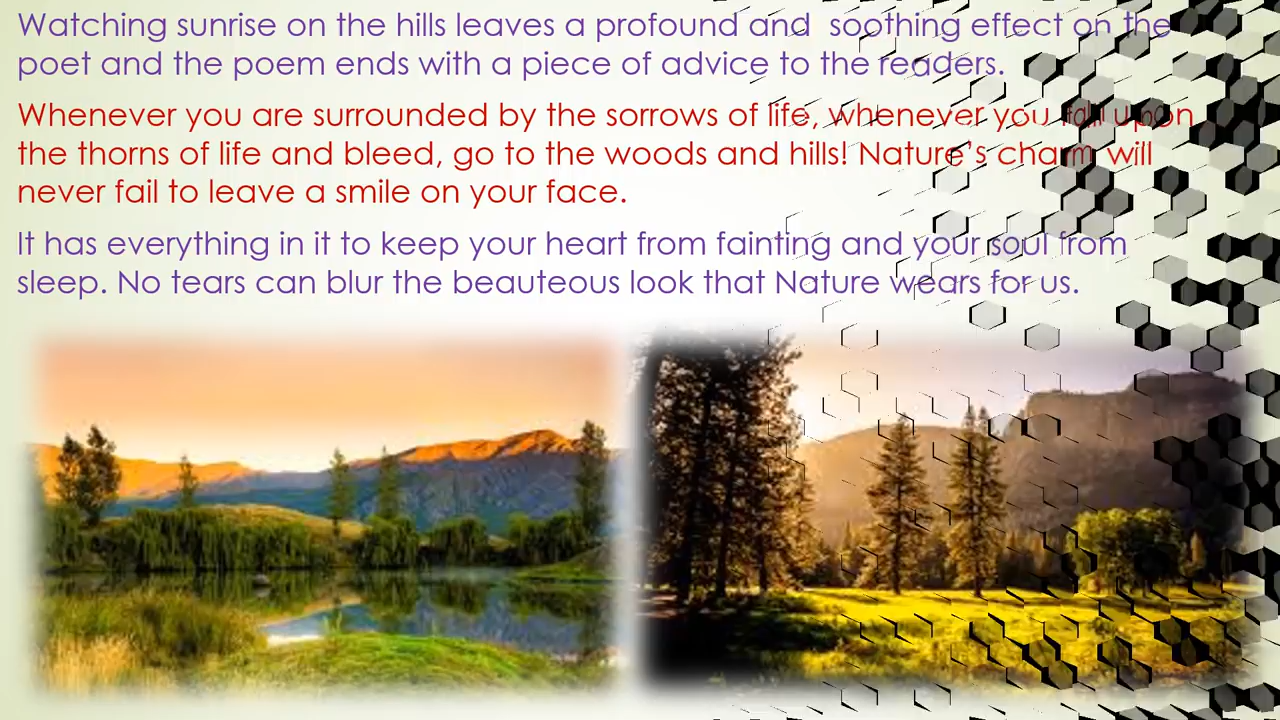 Watching sunrise on the hills leaves a profound and soothing effect on the
poet and the poem ends with a piece of advice to the readers.
Whenever you are surrounded by the sorrows of life, whenever you fall upon
the thorns of life and bleed, go to the woods and hills! Nature's charm will
never fail to leave a smile on your face.
It has everything in it to keep your heart from fainting and your soul from
sleep. No tears can blur the beauteous look that Nature wears for us.